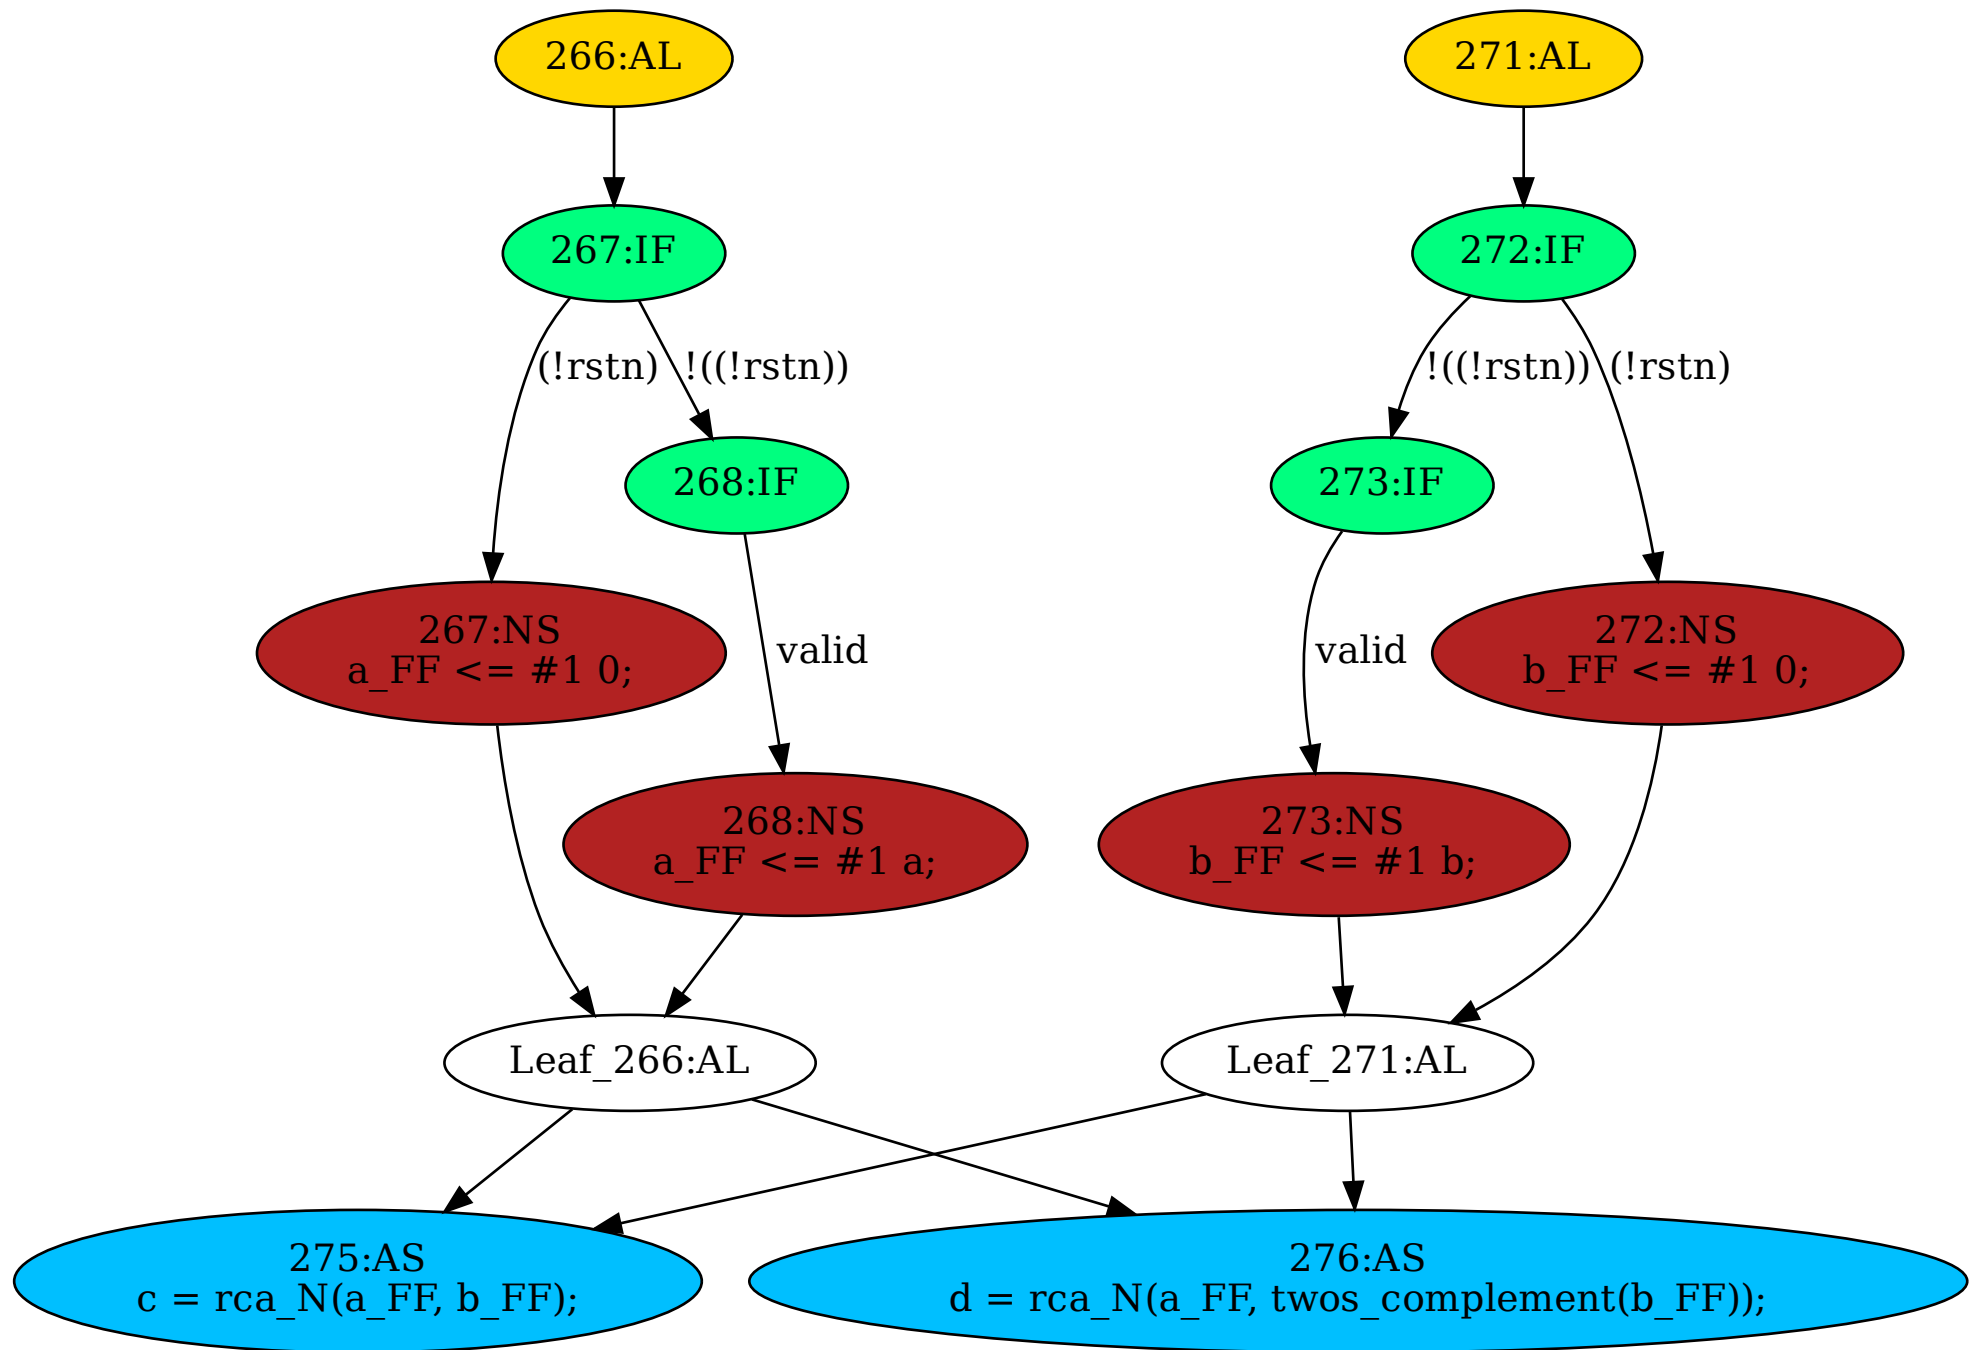 266:AL
271:AL
267:IF
272:IF
(!rstn)
!((!rstn))
!((!rstn))
(!rstn)
268:IF
273:IF
267:NS
a_FF <= #1 0;
valid
valid
272:NS
b_FF <= #1 0;
268:NS
a_FF <= #1 a;
273:NS
b_FF <= #1 b;
Leaf_266:AL
Leaf_271:AL
275:AS
c = rca_N(a_FF, b_FF);
276:AS
d = rca_N(a_FF, twos_complement(b_FF));